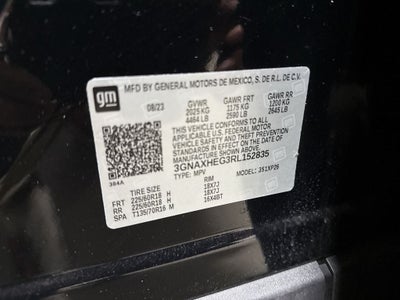 gm
MFD BY GENERAL MOTORS DE MEXICO, S. DE R.L. DE C.V.
08/23 GVWR GAWR FRT GAWR RR
2025 KG 1175 KG 1200 KG
4464 LB 2590 LB 2645 LB
THIS VEHICLE CONFORMS TO ALL
APPLICABLE U.S. FEDERAL MOTOR
VEHICLE SAFETY AND THEFT PREVENTION
STANDARDS IN EFFECT ON THE DATE OF
MANUFACTURE SHOWN ABOVE.
3GNAXHEG3RL152835
TYPE: MPV MODEL: 351XP26
384A
TIRE SIZE RIM
FRT 225/60R18 H 18X7J
RR 225/60R18 H 18X7J
SPA T135/70R16 M 16X4BT